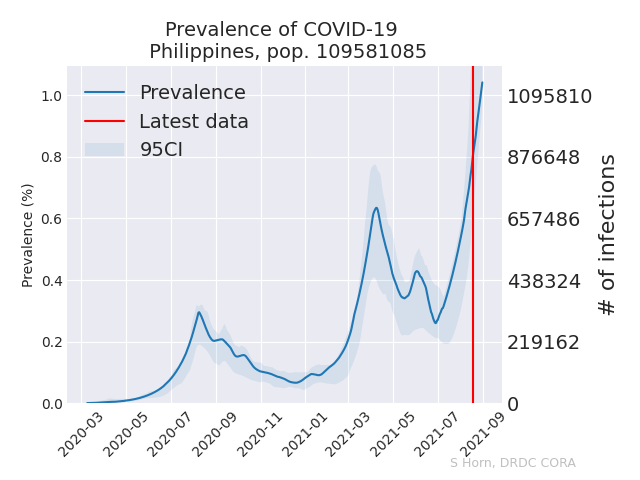 Prevalence of COVID-19
Philippines, pop. 109581085
Prevalence
Latest data
95CI
Prevalence (%)
1.0
0.8
0.6
0.4
0.2
0.0
1095810
876648
657486
438324
219162
0
# of infections
2020-03
2020-05
2020-07
2020-09
2020-11
2021-01
2021-03
2021-05
2021-07
2021-09
S Horn, DRDC CORA